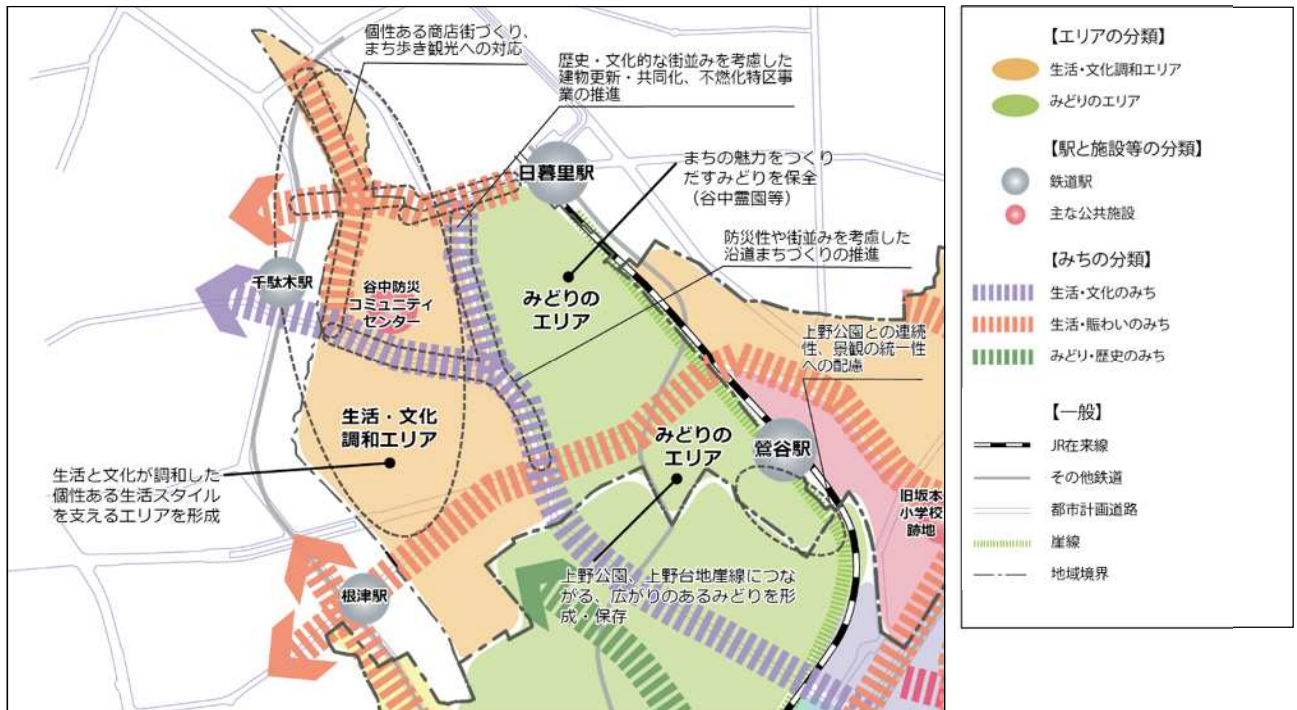 個性ある商店街づくり、
まち歩き観光への対応
歴史・文化的な街並みを考慮した
建物更新・共同化、不燃化特区事
業の推進
日暮里駅
まちの魅力をつくり
だすみどりを保全
（谷中霊園等）
防災性や街並みを考慮した
沿道まちづくりの推進
千駄木駅
谷中防災
コミュニティ
センター
みどりの
エリア
上野公園との連続
性、景観の統一性
への配慮
生活・文化
調和エリア
みどりの
エリア
鶯谷駅
生活と文化が調和した
個性ある生活スタイル
を支えるエリアを形成
旧坂本
小学校
跡地
上野公園、上野台地崖線につな
がる、広がりのあるみどりを形
成・保存
根津駅
【エリアの分類】
生活・文化調和エリア
みどりのエリア
【駅と施設等の分類】
鉄道駅
主な公共施設
【みちの分類】
生活・文化のみち
生活・賑わいのみち
みどり・歴史のみち
【一般】
JR在来線
その他鉄道
都市計画道路
崖線
地域境界